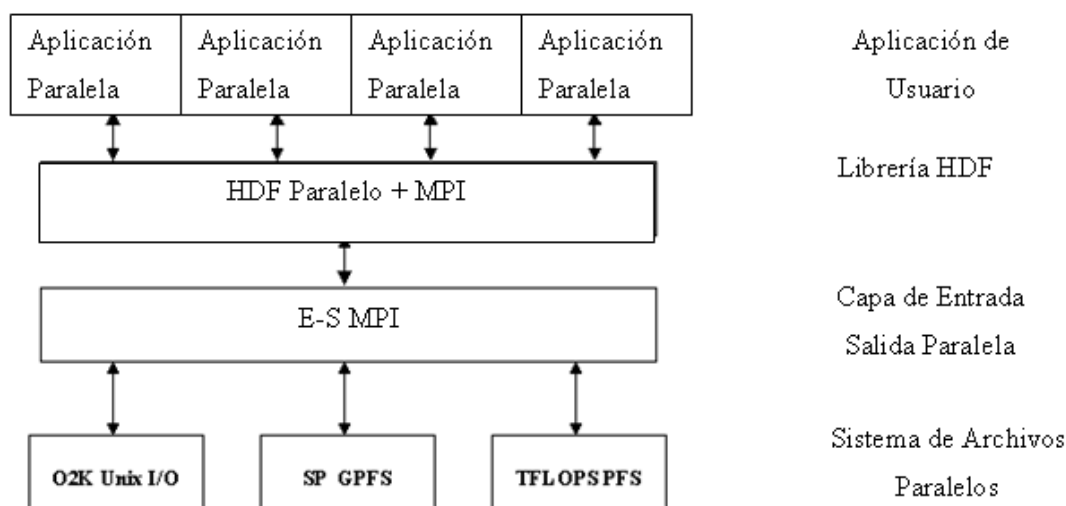 Aplicación Aplicación Aplicación Aplicación Aplicación de
Paralela Paralela Paralela Paralela Usuario
HDF Paralelo + MPI
Librería HDF
E-S MPI
Capa de Entrada
Salida Paralela
O2K Unix I/O SP GPFS TFLOPS PFS
Sistema de Archivos
Paralelos